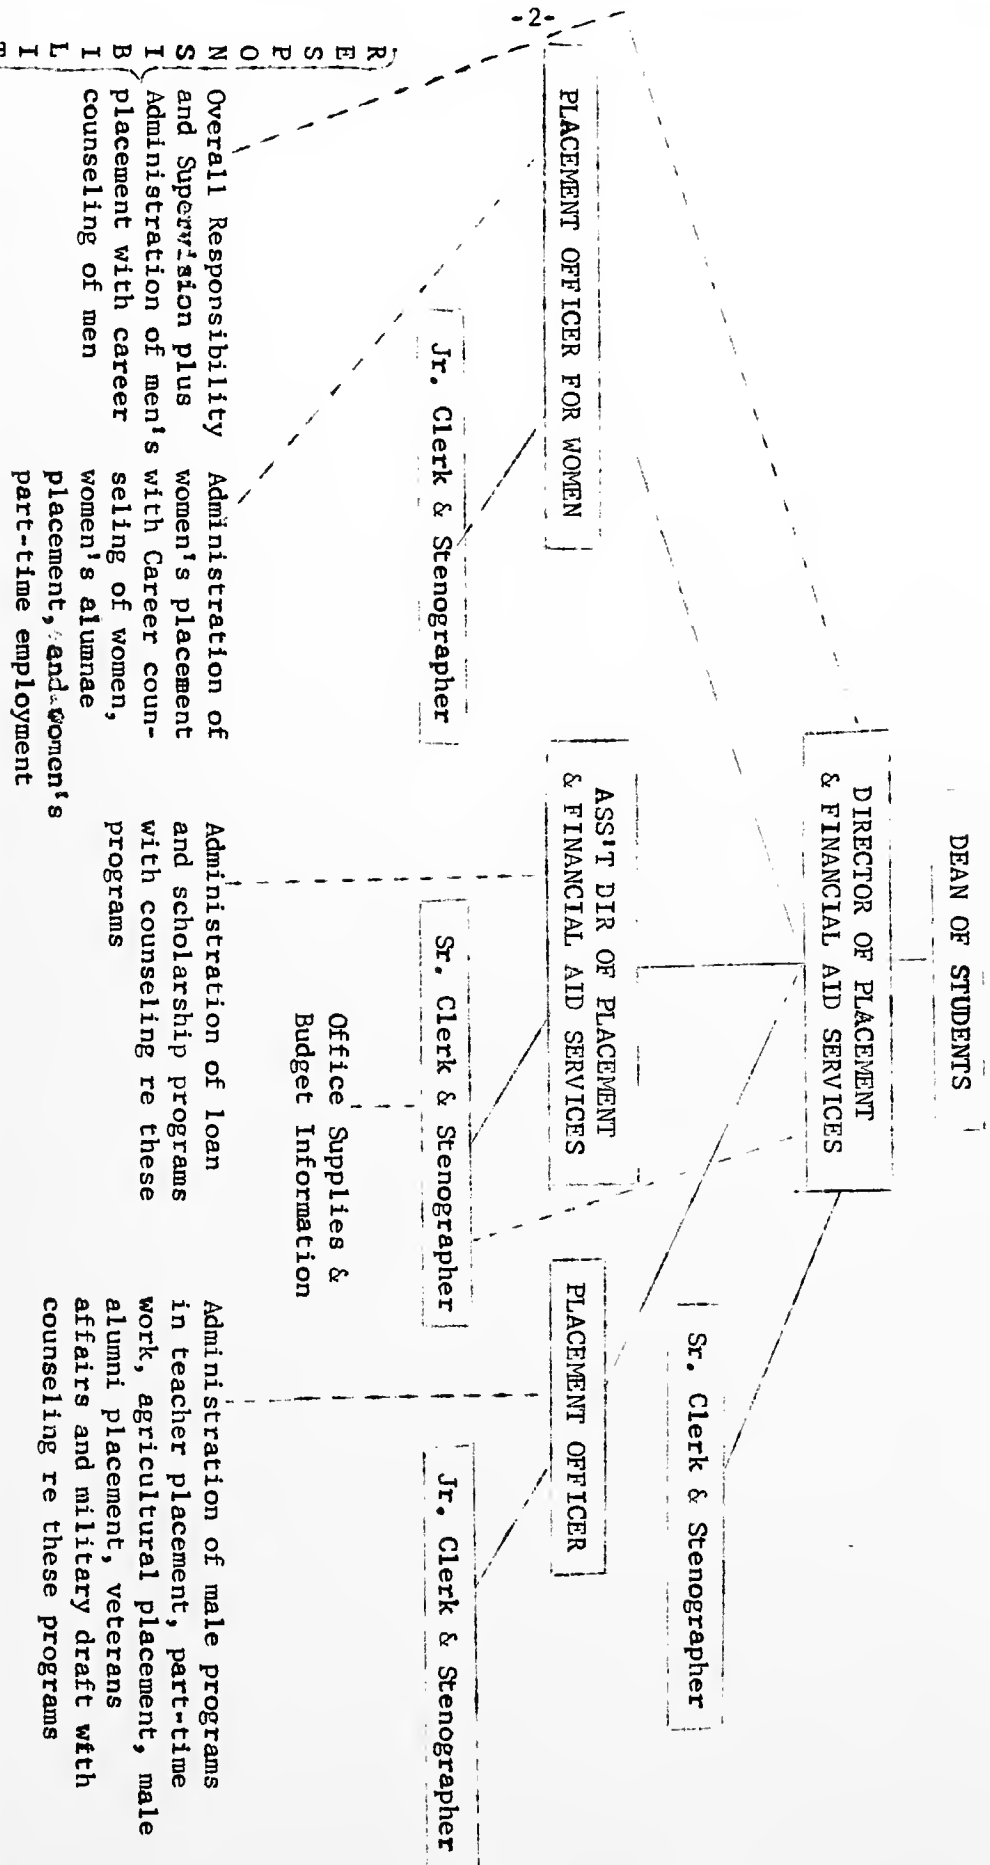 -2-
DEAN OF STUDENTS
DIRECTOR OF PLACEMENT
& FINANCIAL AID SERVICES
Sr. Clerk & Stenographer
PLACEMENT OFFICER FOR WOMEN
ASS'T DIR OF PLACEMENT
& FINANCIAL AID SERVICES
PLACEMENT OFFICER
Jr. Clerk & Stenographer
Sr. Clerk & Stenographer
Jr. Clerk & Stenographer
Office Supplies &
Budget Information
R
E
S
P
O
N
S
I
B
I
L
I
T
Overall Responsibility
and Supervision plus
Administration of men's
placement with career
counseling of men
Administration of
women's placement
with Career coun-
seling of women,
women's alumnae
placement, and women's
part-time employment
Administration of loan
and scholarship programs
with counseling re these
programs
Administration of male programs
in teacher placement, part-time
work, agricultural placement, male
alumni placement, veterans
affairs and military draft with
counseling re these programs